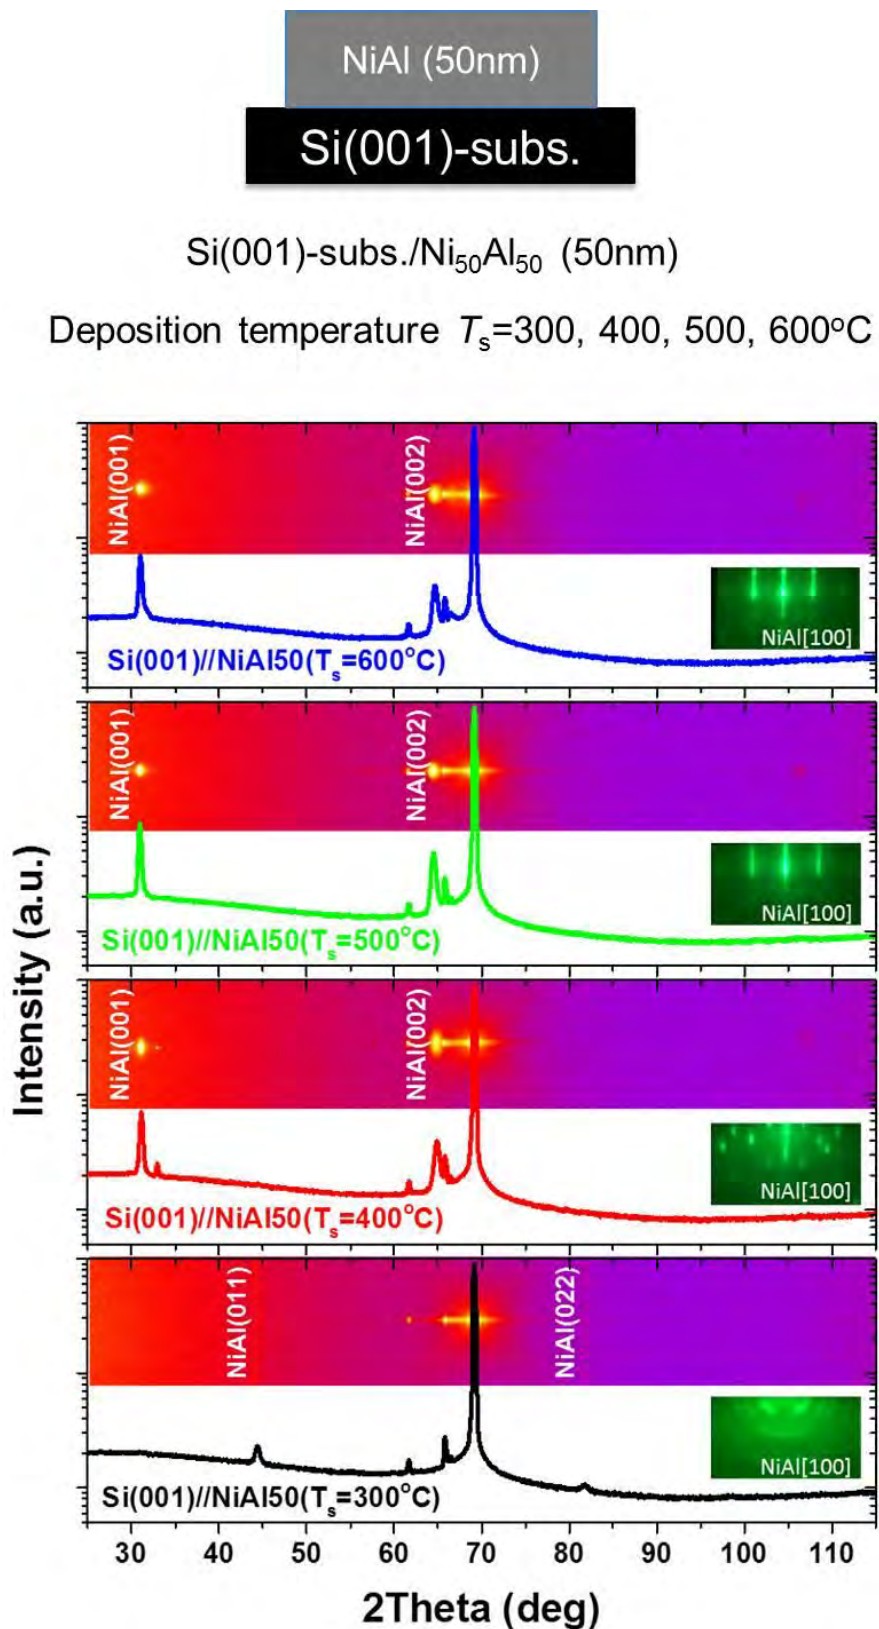 NiAl (50nm)
Si(001)-subs.
Si(001)-subs./Ni₅₀Al₅₀ (50nm)
Deposition temperature Tₛ=300, 400, 500, 600°C
Intensity (a.u.)
NiAl(001)
NiAl(002)
NiAl[100]
Si(001)//NiAl50(Tₛ=600°C)
NiAl(001)
NiAl(002)
NiAl[100]
Si(001)//NiAl50(Tₛ=500°C)
NiAl(001)
NiAl(002)
NiAl[100]
Si(001)//NiAl50(Tₛ=400°C)
NiAl(011)
NiAl(022)
NiAl[100]
Si(001)//NiAl50(Tₛ=300°C)
30 40 50 60 70 80 90 100 110
2Theta (deg)